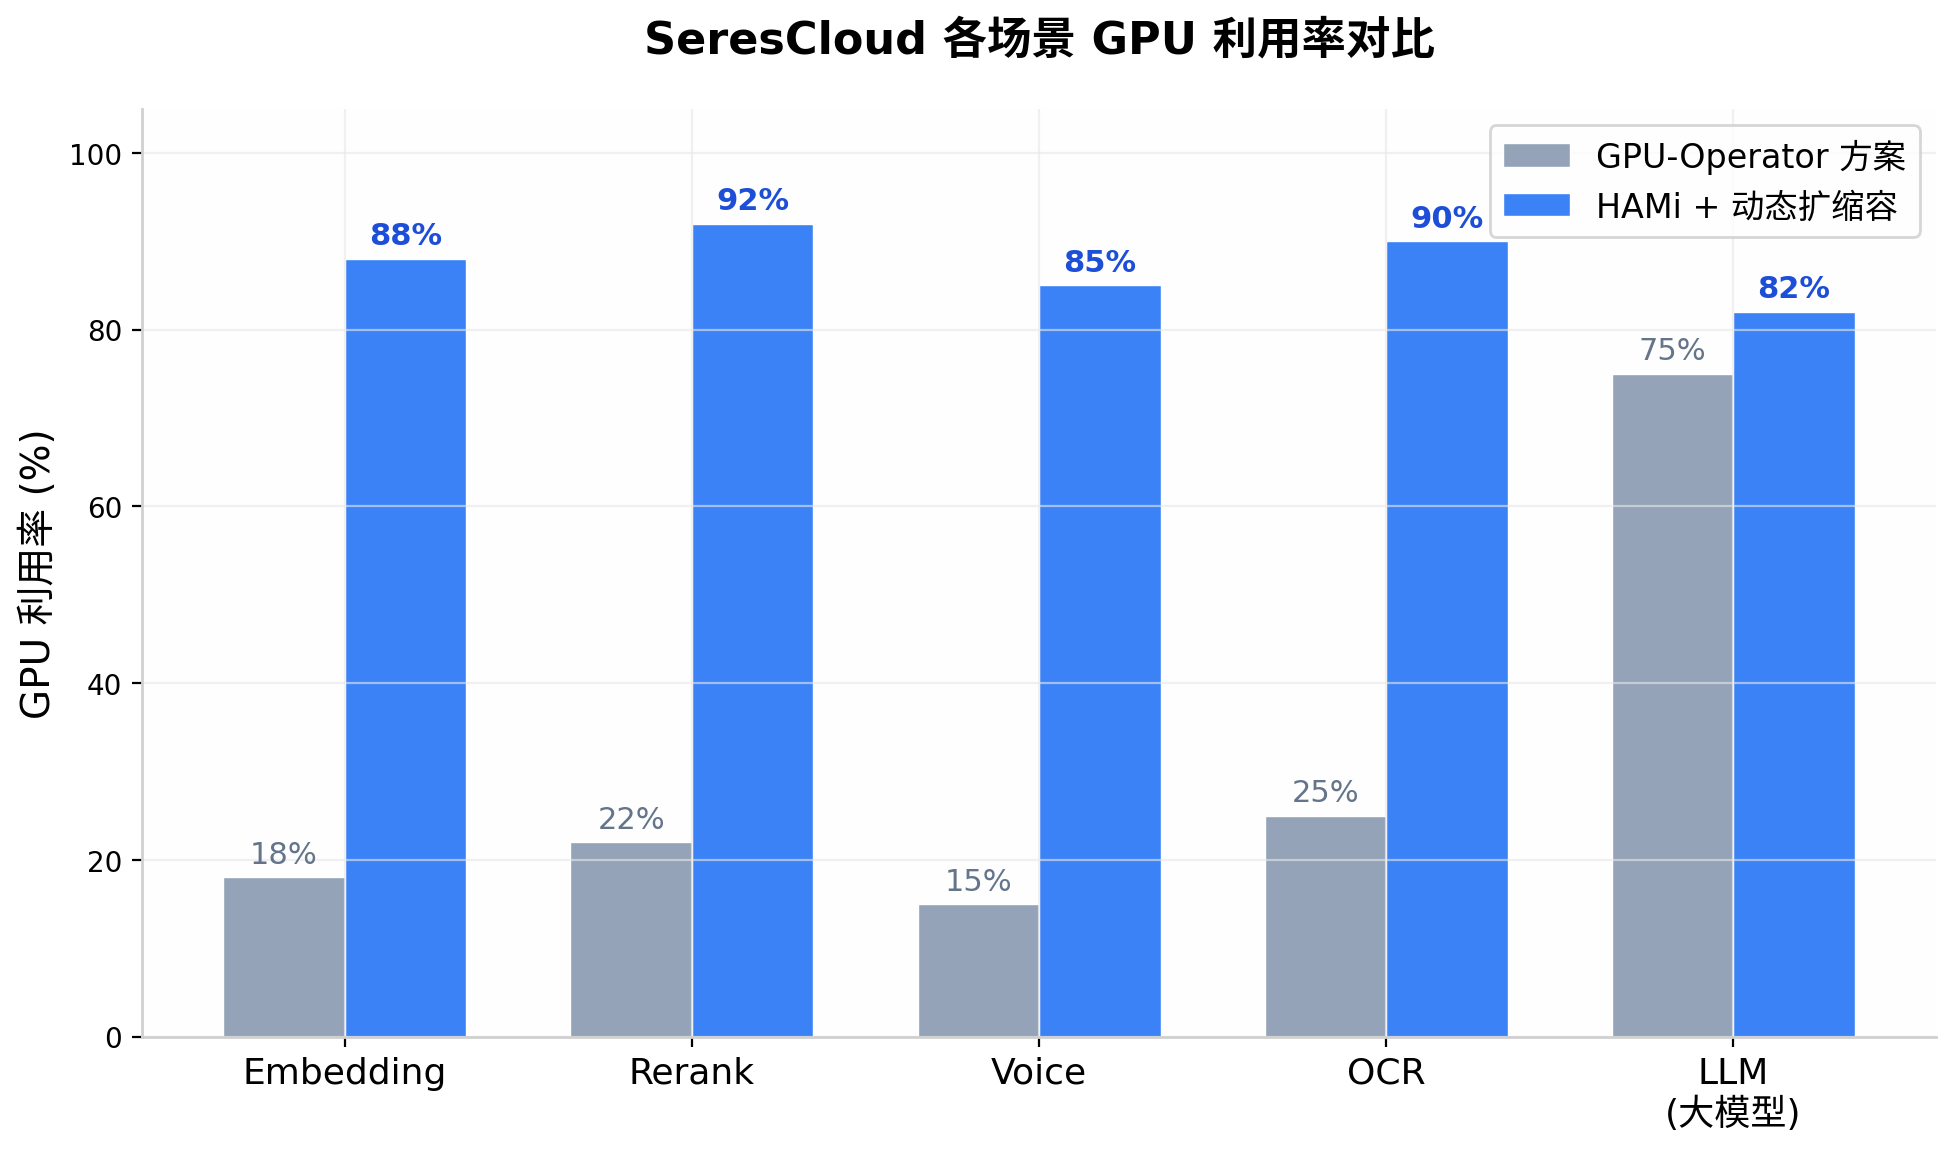 SeresCloud 各场景 GPU 利用率对比
GPU-Operator 方案
HAMi + 动态扩缩容
GPU 利用率 (%)
100
80
60
40
20
0
18%
88%
22%
92%
15%
85%
25%
90%
75%
82%
Embedding
Rerank
Voice
OCR
LLM
(大模型)